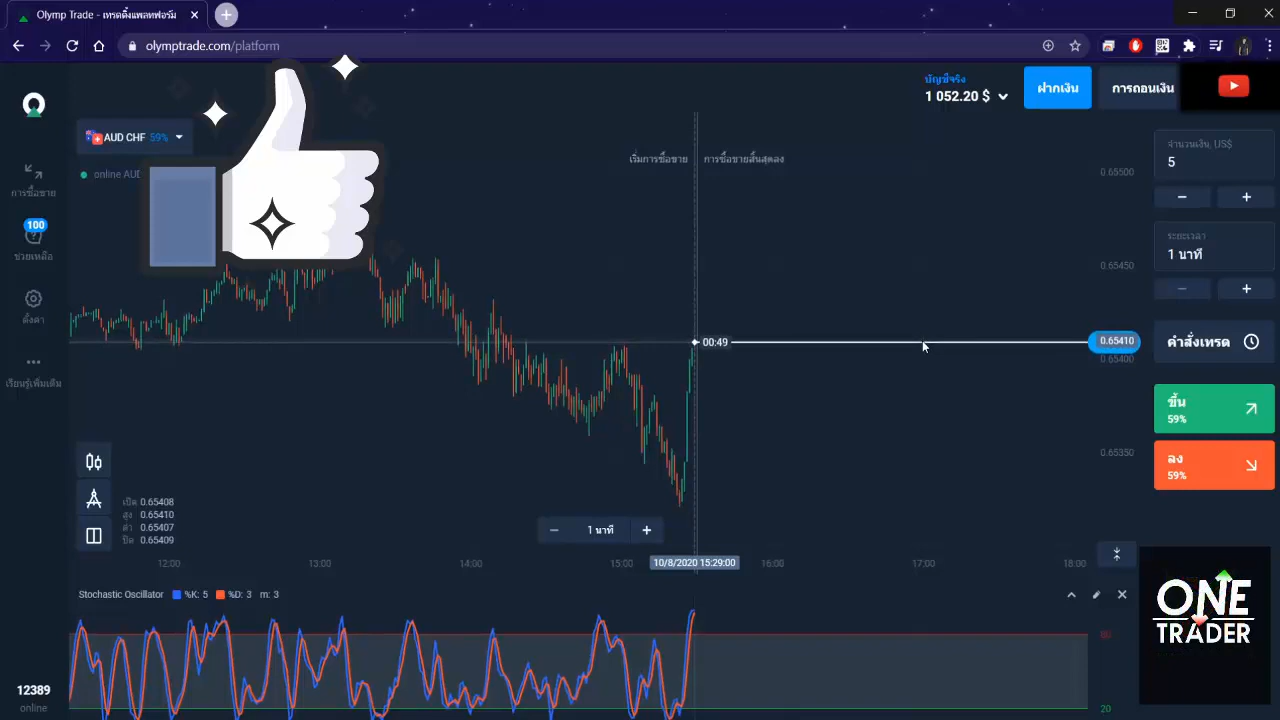 Olymp Trade - เทรดดิ้งแพลทฟอร์ม
olymptrade.com/platform
บัญชีจริง
1 052.20 $
ฝากเงิน
การถอนเงิน
AUD CHF 59%
online AUD
เริ่มการซื้อขาย
การซื้อขายสิ้นสุดลง
จำนวนเงิน, US$
5
ระยะเวลา
1 นาที
คำสั่งเทรด
ขึ้น
59%
ลง
59%
การซื้อขาย
100
ช่วยเหลือ
ตั้งค่า
เรียนรู้เพิ่มเติม
0.65500
0.65450
0.65410
0.65400
0.65350
00:49
เปิด 0.65408
สูง 0.65410
ต่ำ 0.65407
ปิด 0.65409
1 นาที
12:00
13:00
14:00
15:00
10/8/2020 15:29:00
16:00
17:00
18:00
Stochastic Oscillator %K: 5 %D: 3 m: 3
80
20
12389
online
ONE
TRADER